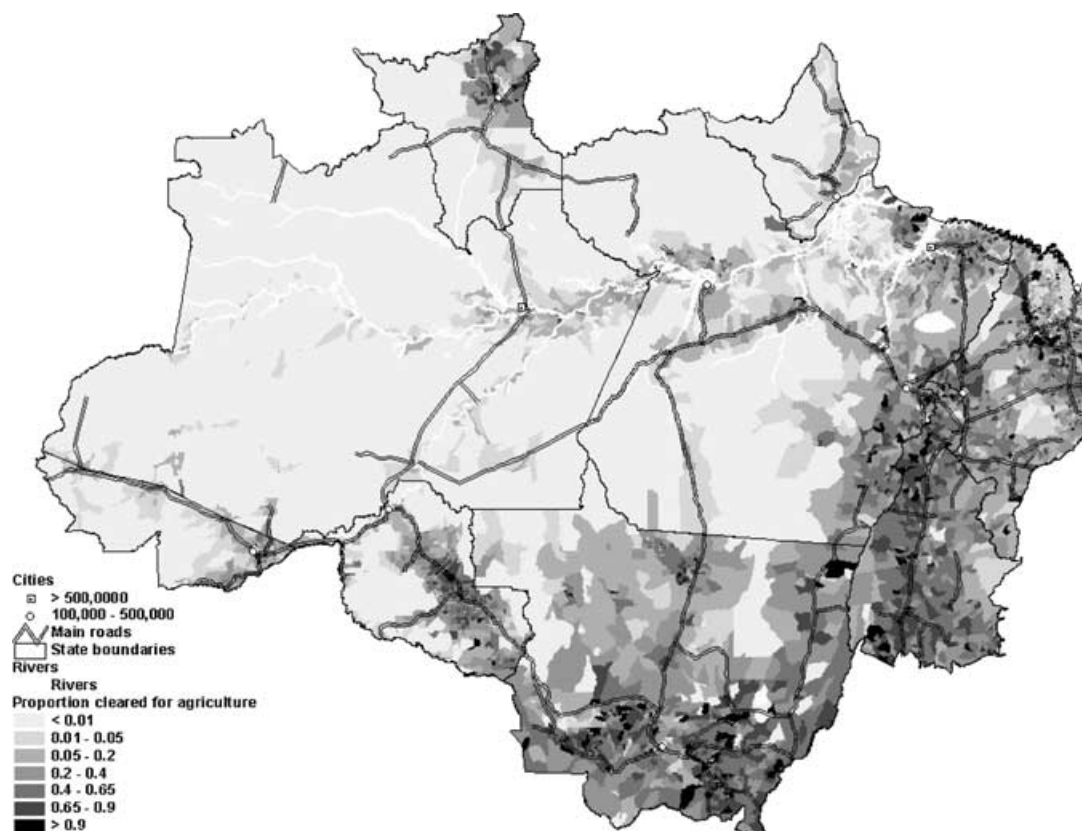 Cities
> 500,0000
100,000 - 500,000
Main roads
State boundaries
Rivers
Rivers
Proportion cleared for agriculture
< 0.01
0.01 - 0.05
0.05 - 0.2
0.2 - 0.4
0.4 - 0.65
0.65 - 0.9
> 0.9